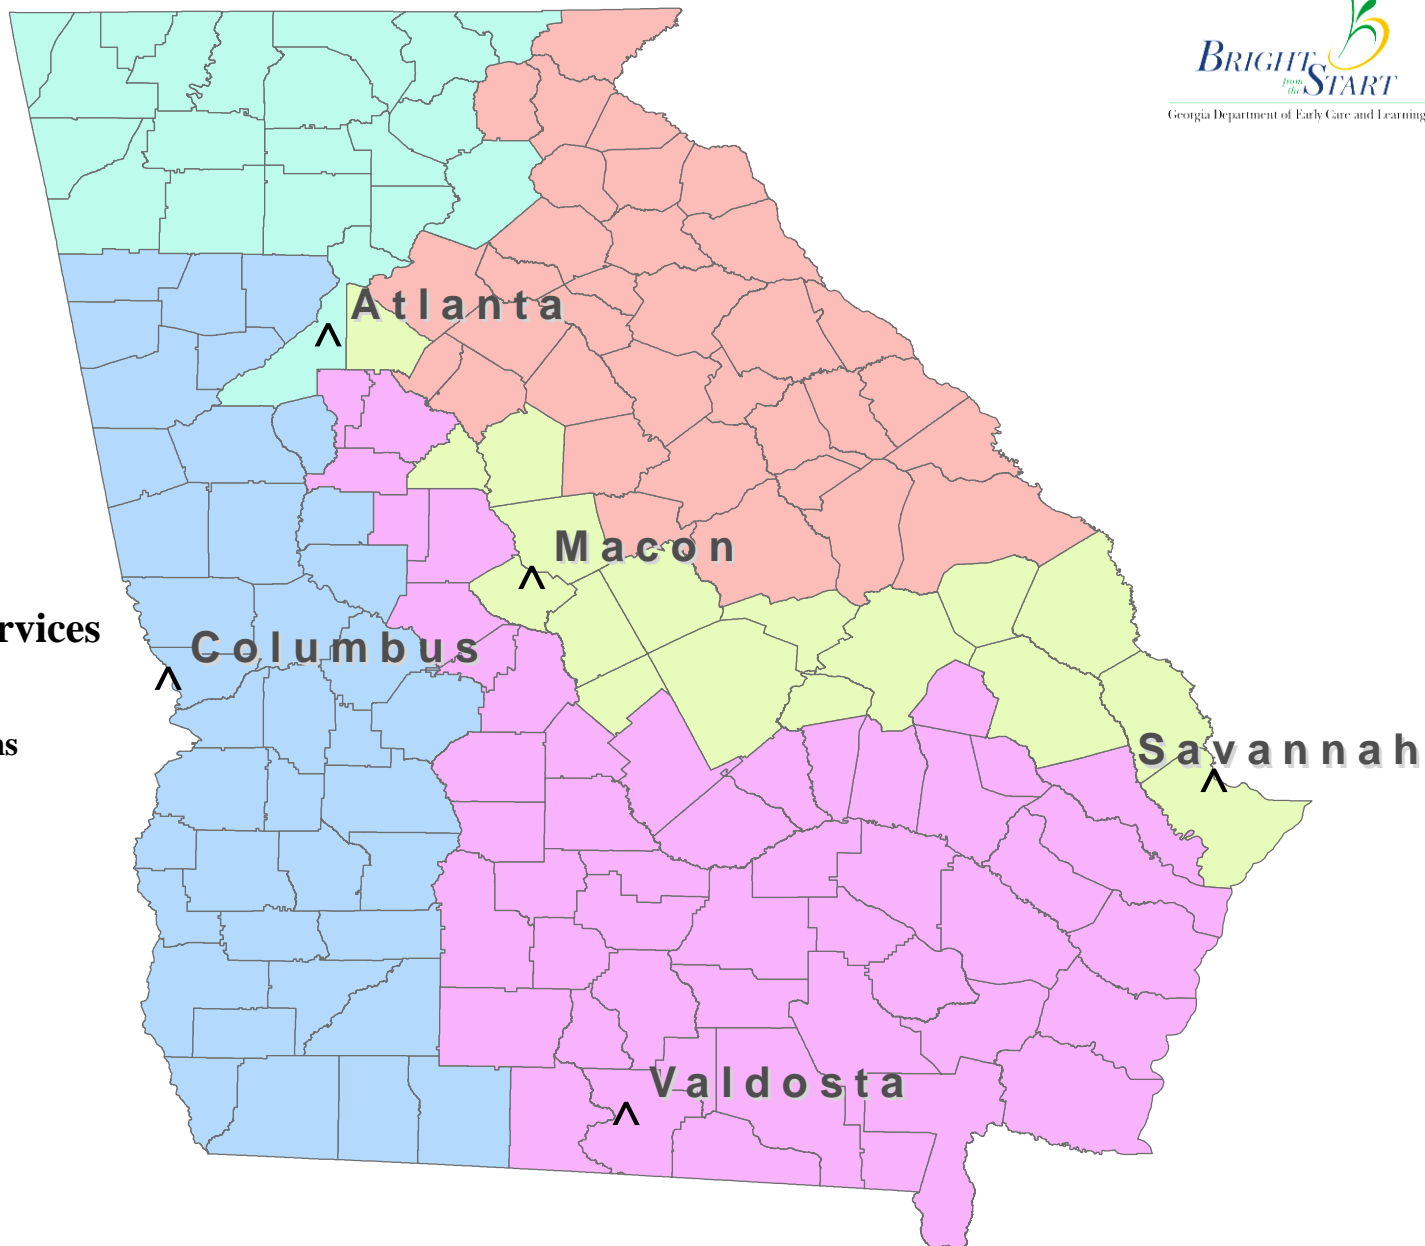 BRIGHT
from
the START
Georgia Department of Early Care and Learning
Atlanta
Macon
rvices
Columbus
ns
Savannah
Valdosta